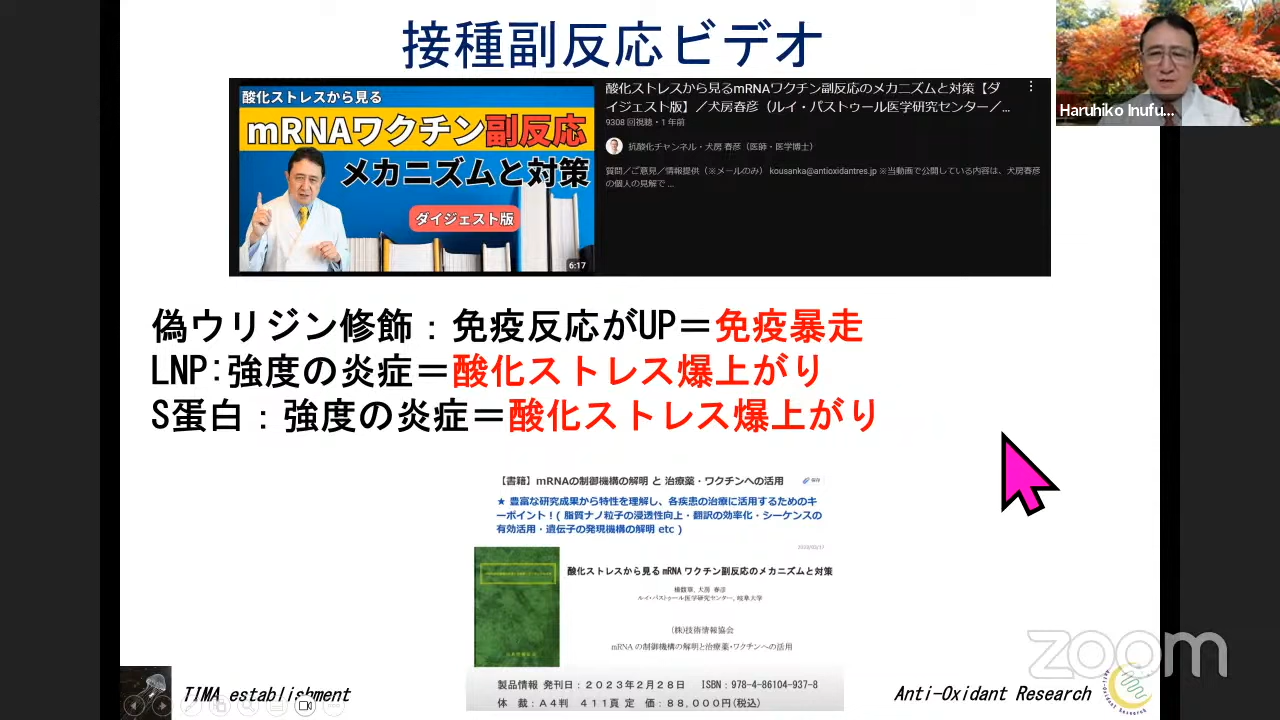 接種副反応ビデオ
酸化ストレスから見る
mRNAワクチン副反応
メカニズムと対策
ダイジェスト版
6:17
酸化ストレスから見るmRNAワクチン副反応のメカニズムと対策【ダ
イジェスト版】／犬房春彦（ルイ・パストゥール医学研究センター／...
9308 回視聴・1 年前
抗酸化チャンネル・犬房 春彦（医師・医学博士）
質問／ご意見／情報提供（※メールのみ） kousanka@antioxidantres.jp ※当動画で公開している内容は、犬房春彦
の個人の見解で ...
Haruhiko Inufu...
偽ウリジン修飾：免疫反応がUP＝免疫暴走
LNP:強度の炎症＝酸化ストレス爆上がり
S蛋白：強度の炎症＝酸化ストレス爆上がり
【書籍】mRNAの制御機構の解明 と 治療薬・ワクチンへの活用
★ 豊富な研究成果から特性を理解し、各疾患の治療に活用するためのキ
ーポイント！( 脂質ナノ粒子の浸透性向上・翻訳の効率化・シーケンスの
有効活用・遺伝子の発現機構の解明 etc )
酸化ストレスから見る mRNA ワクチン副反応のメカニズムと対策
ルイ・パストゥール医学研究センター, 岐阜大学
(株)技術情報協会
mRNA の制御機構の解明と治療薬・ワクチンへの活用
製品情報 発刊日：２０２３年２月２８日 ISBN：978-4-86104-937-8
体 裁：Ａ４判 ４１１頁 定 価：８８,０００円(税込)
zoom
TIMA establishment
Anti-Oxidant Research
Anti-Oxidant Research